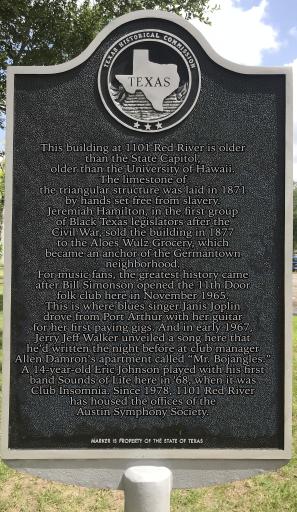 TEXAS HISTORICAL COMMISSION
TEXAS
This building at 1101 Red River is older
than the State Capitol,
older than the University of Hawaii.
The limestone of
the triangular structure was laid in 1871
by hands set free from slavery.
Jeremiah Hamilton, in the first group
of Black Texas legislators after the
Civil War, sold the building in 1877
to the Aloes Wulz Grocery, which
became an anchor of the Germantown
neighborhood.
For music fans, the greatest history came
after Bill Simonson opened the 11th Door
folk club here in November 1965.
This is where blues singer Janis Joplin
drove from Port Arthur with her guitar
for her first paying gigs. And in early 1967,
Jerry Jeff Walker unveiled a song here that
he'd written the night before at club manager
Allen Damron's apartment called “Mr. Bojangles.”
A 14-year-old Eric Johnson played with his first
band Sounds of Life here in '68, when it was
Club Insomnia. Since 1978, 1101 Red River
has housed the offices of the
Austin Symphony Society.
MARKER IS PROPERTY OF THE STATE OF TEXAS